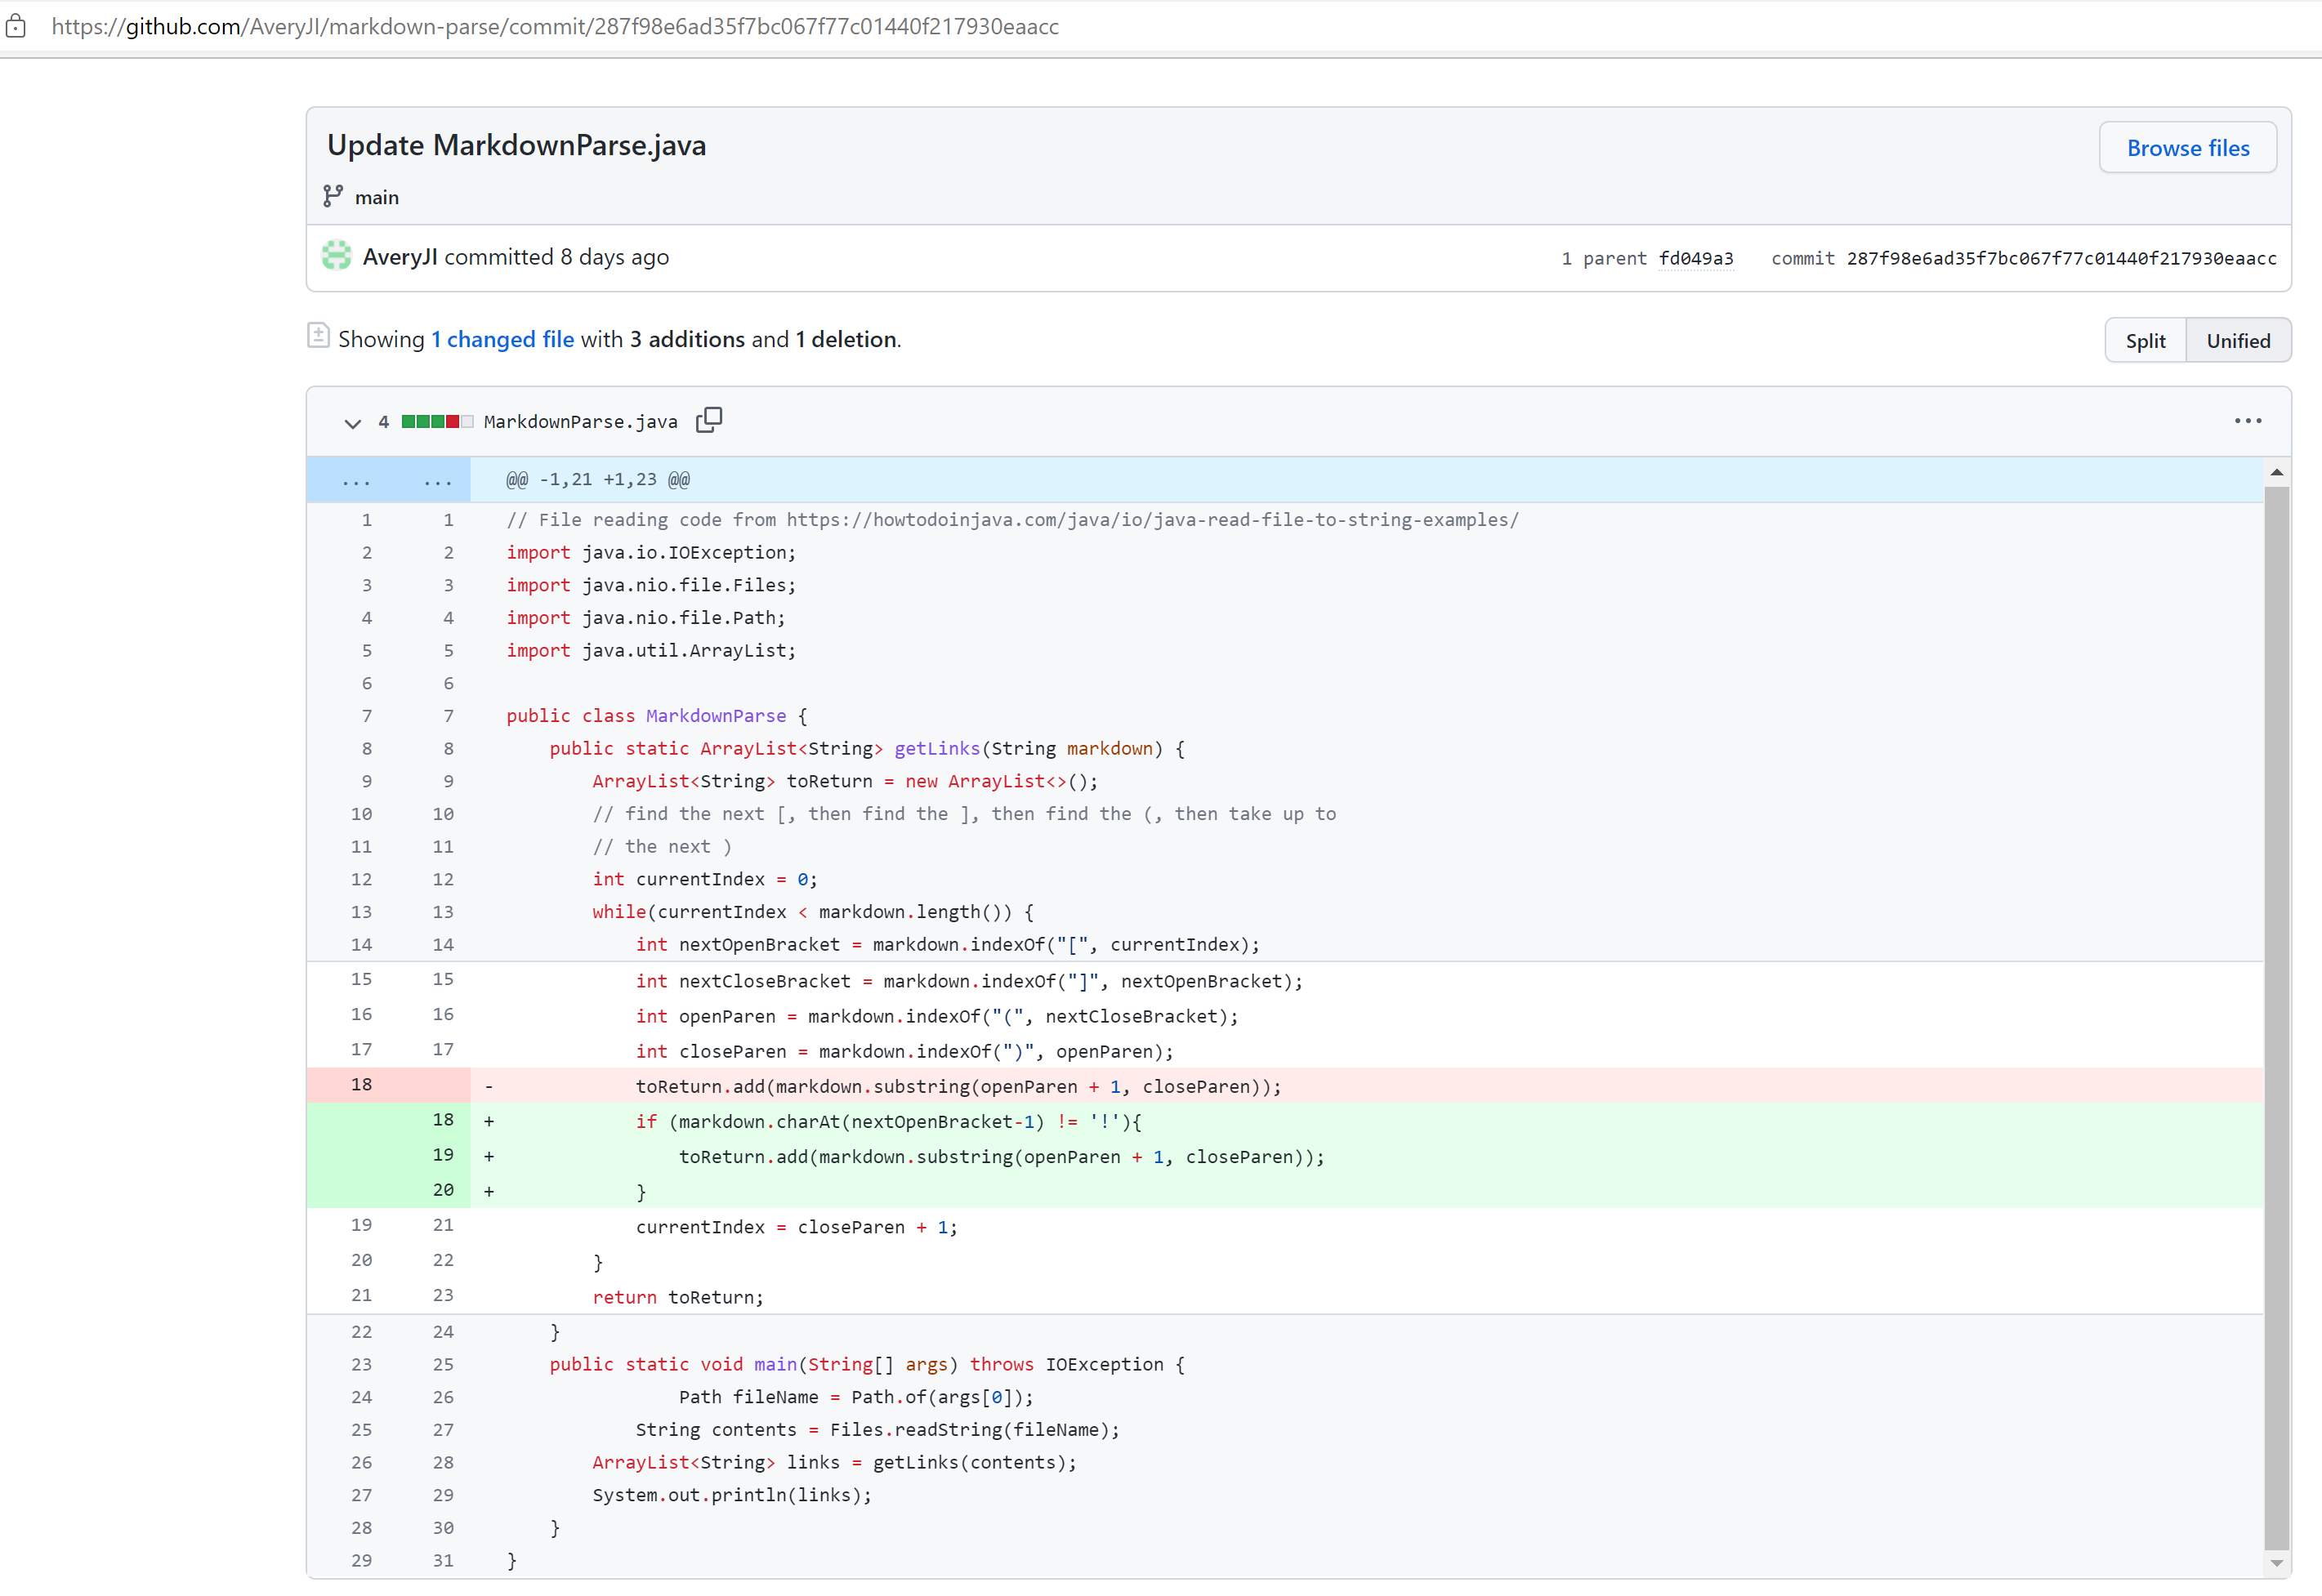 https://github.com/AveryJI/markdown-parse/commit/287f98e6ad35f7bc067f77c01440f217930eaacc
Update MarkdownParse.java
Browse files
main
AveryJI committed 8 days ago
1 parent fd049a3 commit 287f98e6ad35f7bc067f77c01440f217930eaacc
Showing 1 changed file with 3 additions and 1 deletion.
Split Unified
4 MarkdownParse.java
... ... @@ -1,21 +1,23 @@
1 1 // File reading code from https://howtodoinjava.com/java/io/java-read-file-to-string-examples/
2 2 import java.io.IOException;
3 3 import java.nio.file.Files;
4 4 import java.nio.file.Path;
5 5 import java.util.ArrayList;
6 6
7 7 public class MarkdownParse {
8 8 public static ArrayList<String> getLinks(String markdown) {
9 9 ArrayList<String> toReturn = new ArrayList<>();
10 10 // find the next [, then find the ], then find the (, then take up to
11 11 // the next )
12 12 int currentIndex = 0;
13 13 while(currentIndex < markdown.length()) {
14 14 int nextOpenBracket = markdown.indexOf("[", currentIndex);
15 15 int nextCloseBracket = markdown.indexOf("]", nextOpenBracket);
16 16 int openParen = markdown.indexOf("(", nextCloseBracket);
17 17 int closeParen = markdown.indexOf(")", openParen);
18 - toReturn.add(markdown.substring(openParen + 1, closeParen));
18 + if (markdown.charAt(nextOpenBracket-1) != '!'){
19 + toReturn.add(markdown.substring(openParen + 1, closeParen));
20 + }
19 21 currentIndex = closeParen + 1;
20 22 }
21 23 return toReturn;
22 24 }
23 25 public static void main(String[] args) throws IOException {
24 26 Path fileName = Path.of(args[0]);
25 27 String contents = Files.readString(fileName);
26 28 ArrayList<String> links = getLinks(contents);
27 29 System.out.println(links);
28 30 }
29 31 }